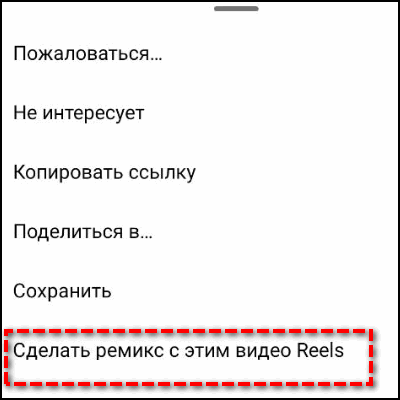 Пожаловаться...
Не интересует
Копировать ссылку
Поделиться в...
Сохранить
Сделать ремикс с этим видео Reels